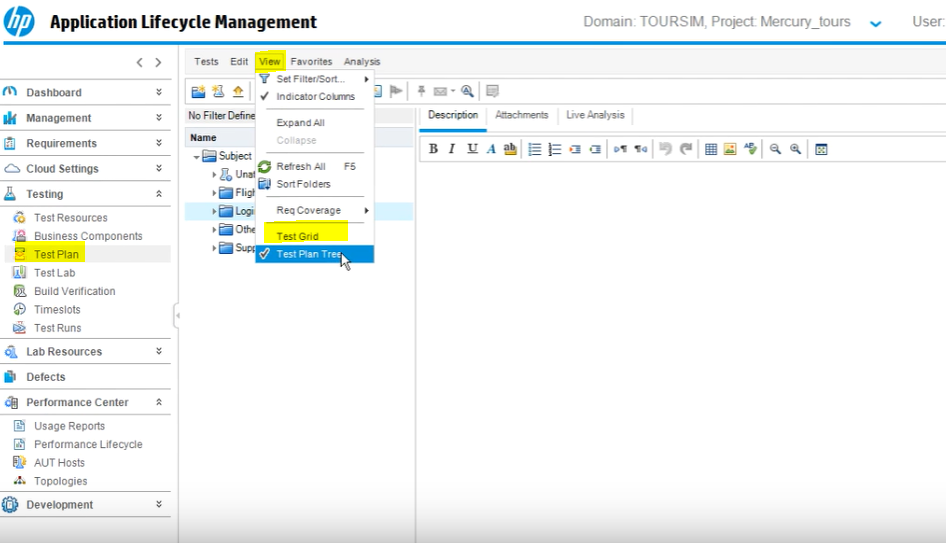 hp Application Lifecycle Management
Domain: TOURSIM, Project: Mercury_tours
User:
Tests Edit View Favorites Analysis
Dashboard
Management
Requirements
Cloud Settings
Testing
Test Resources
Business Components
Test Plan
Test Lab
Build Verification
Timeslots
Test Runs
Lab Resources
Defects
Performance Center
Usage Reports
Performance Lifecycle
AUT Hosts
Topologies
Development
No Filter Define
Name
Subject
Unat
Fligh
Logi
Othe
Supp
Set Filter/Sort...
Indicator Columns
Expand All
Collapse
Refresh All F5
Sort Folders
Req Coverage
Test Grid
Test Plan Tree
Description Attachments Live Analysis
B I U A ab